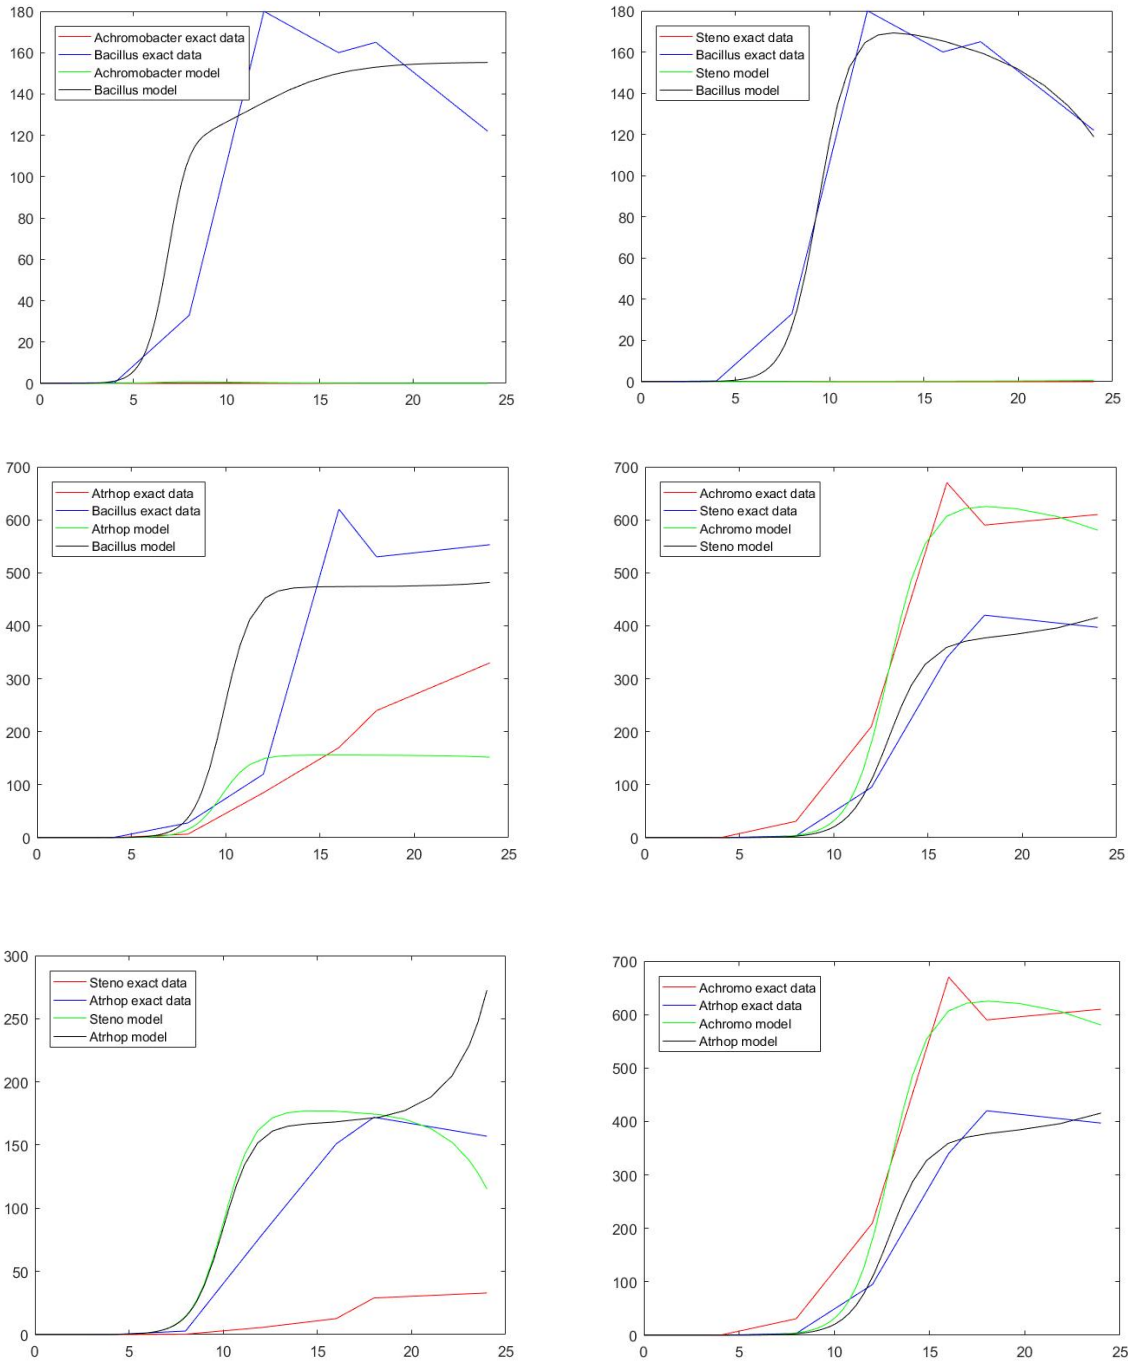 180
160
140
120
100
80
60
40
20
0
Achromobacter exact data
Bacillus exact data
Achromobacter model
Bacillus model
0 5 10 15 20 25
180
160
140
120
100
80
60
40
20
0
Steno exact data
Bacillus exact data
Steno model
Bacillus model
0 5 10 15 20 25
700
600
500
400
300
200
100
0
Atrhop exact data
Bacillus exact data
Atrhop model
Bacillus model
0 5 10 15 20 25
700
600
500
400
300
200
100
0
Achromo exact data
Steno exact data
Achromo model
Steno model
0 5 10 15 20 25
300
250
200
150
100
50
0
Steno exact data
Atrhop exact data
Steno model
Atrhop model
0 5 10 15 20 25
700
600
500
400
300
200
100
0
Achromo exact data
Atrhop exact data
Achromo model
Atrhop model
0 5 10 15 20 25